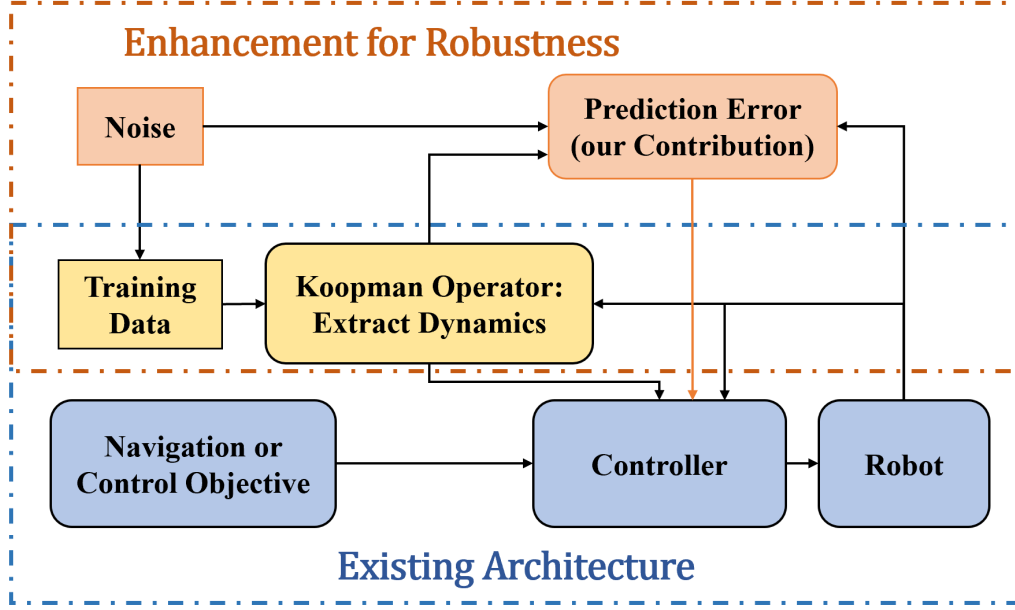 Enhancement for Robustness
Noise
Prediction Error
(our Contribution)
Training
Data
Koopman Operator:
Extract Dynamics
Navigation or
Control Objective
Controller
Robot
Existing Architecture